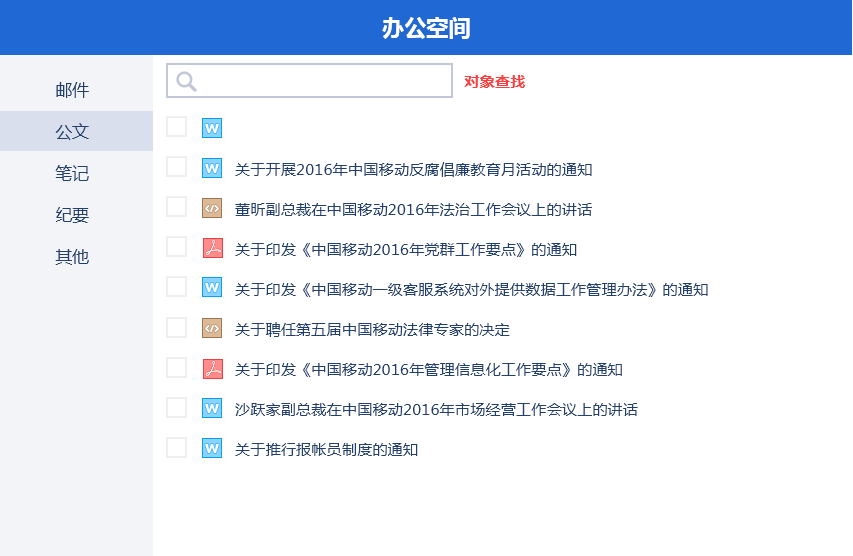 办公空间
邮件
公文
笔记
纪要
其他
对象查找
W
W 关于开展2016年中国移动反腐倡廉教育月活动的通知
</> 董昕副总裁在中国移动2016年法治工作会议上的讲话
关于印发《中国移动2016年党群工作要点》的通知
W 关于印发《中国移动一级客服系统对外提供数据工作管理办法》的通知
</> 关于聘任第五届中国移动法律专家的决定
关于印发《中国移动2016年管理信息化工作要点》的通知
W 沙跃家副总裁在中国移动2016年市场经营工作会议上的讲话
W 关于推行报帐员制度的通知